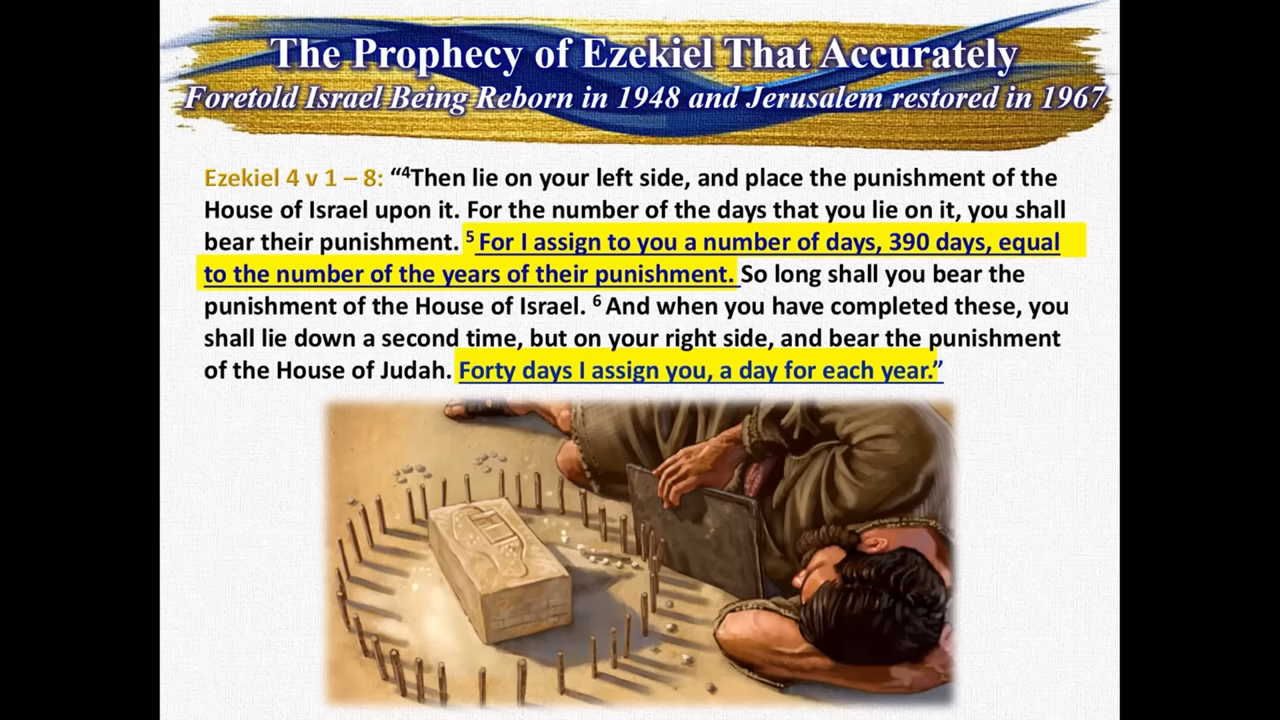 The Prophecy of Ezekiel That Accurately
Foretold Israel Being Reborn in 1948 and Jerusalem restored in 1967
Ezekiel 4 v 1 – 8: “⁴Then lie on your left side, and place the punishment of the
House of Israel upon it. For the number of the days that you lie on it, you shall
bear their punishment. ⁵ For I assign to you a number of days, 390 days, equal
to the number of the years of their punishment. So long shall you bear the
punishment of the House of Israel. ⁶ And when you have completed these, you
shall lie down a second time, but on your right side, and bear the punishment
of the House of Judah. Forty days I assign you, a day for each year.”